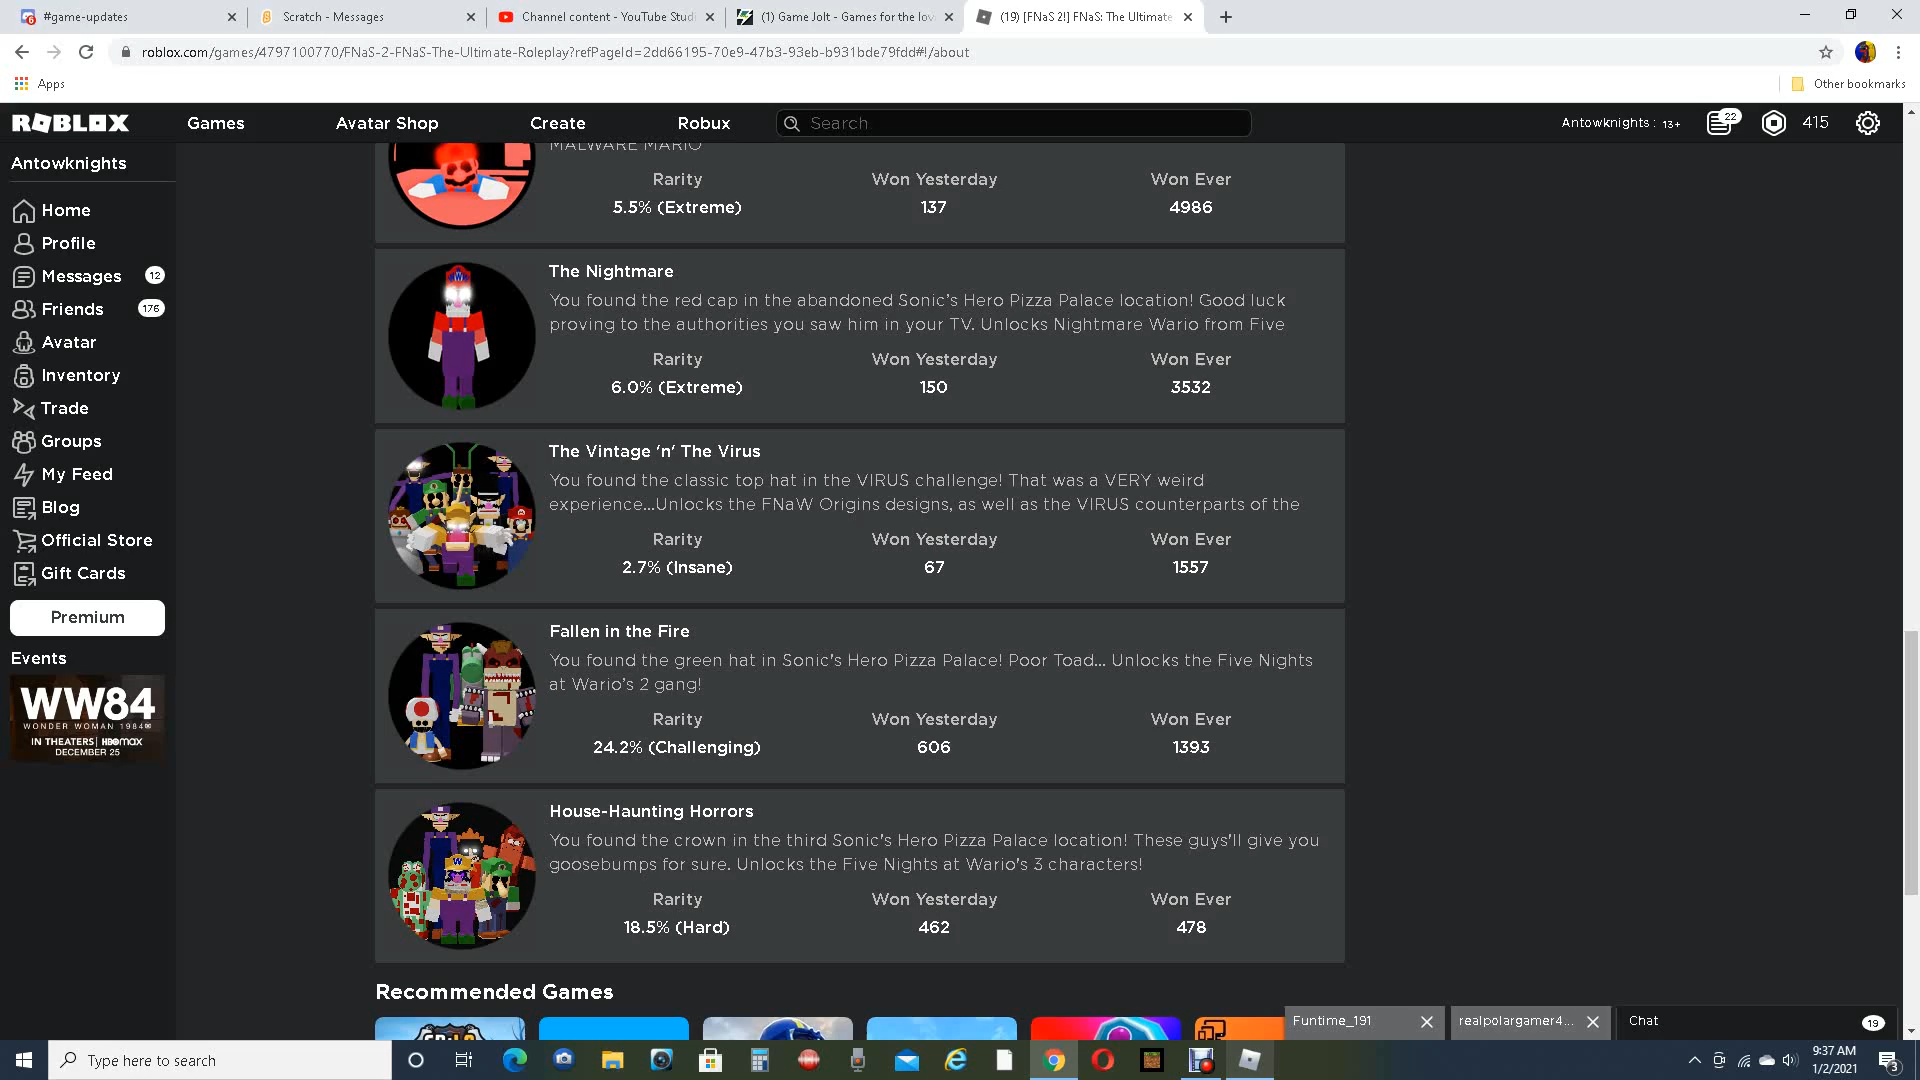 #game-updates
Scratch - Messages
Channel content - YouTube Studi
(1) Game Jolt - Games for the lov
(19) [FNaS 2!] FNaS: The Ultimate
roblox.com/games/4797100770/FNaS-2-FNaS-The-Ultimate-Roleplay?refPageId=2dd66195-70e9-47b3-93eb-b931bde79fdd#!/about
Apps
Other bookmarks
ROBLOX
Games
Avatar Shop
Create
Robux
Search
Antowknights : 13+
22
415
Antowknights
Home
Profile
Messages 12
Friends 176
Avatar
Inventory
Trade
Groups
My Feed
Blog
Official Store
Gift Cards
Premium
Events
WW84
WONDER WOMAN 1984
IN THEATERS | HBOmax
DECEMBER 25
MALWARE MARIO
Rarity Won Yesterday Won Ever
5.5% (Extreme) 137 4986
The Nightmare
You found the red cap in the abandoned Sonic's Hero Pizza Palace location! Good luck
proving to the authorities you saw him in your TV. Unlocks Nightmare Wario from Five
Rarity Won Yesterday Won Ever
6.0% (Extreme) 150 3532
The Vintage 'n' The Virus
You found the classic top hat in the VIRUS challenge! That was a VERY weird
experience...Unlocks the FNaW Origins designs, as well as the VIRUS counterparts of the
Rarity Won Yesterday Won Ever
2.7% (Insane) 67 1557
Fallen in the Fire
You found the green hat in Sonic's Hero Pizza Palace! Poor Toad... Unlocks the Five Nights
at Wario's 2 gang!
Rarity Won Yesterday Won Ever
24.2% (Challenging) 606 1393
House-Haunting Horrors
You found the crown in the third Sonic's Hero Pizza Palace location! These guys'll give you
goosebumps for sure. Unlocks the Five Nights at Wario's 3 characters!
Rarity Won Yesterday Won Ever
18.5% (Hard) 462 478
Recommended Games
Funtime_191
realpolargamer4...
Chat 19
Type here to search
9:37 AM
1/2/2021
3